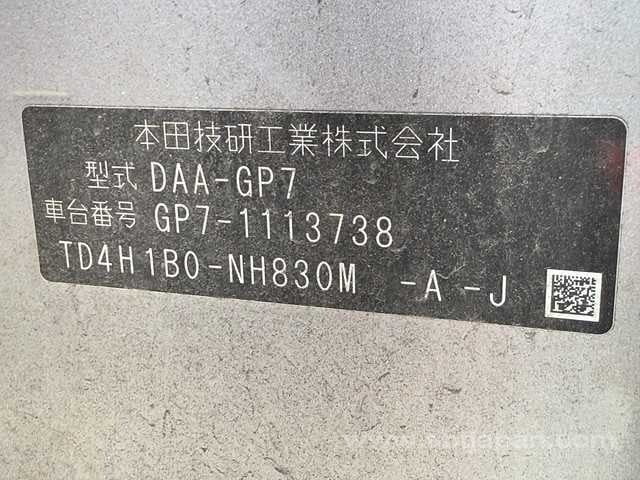 本田技研工業株式会社
型式 DAA-GP7
車台番号 GP7-1113738
TD4H1B0-NH830M -A -J